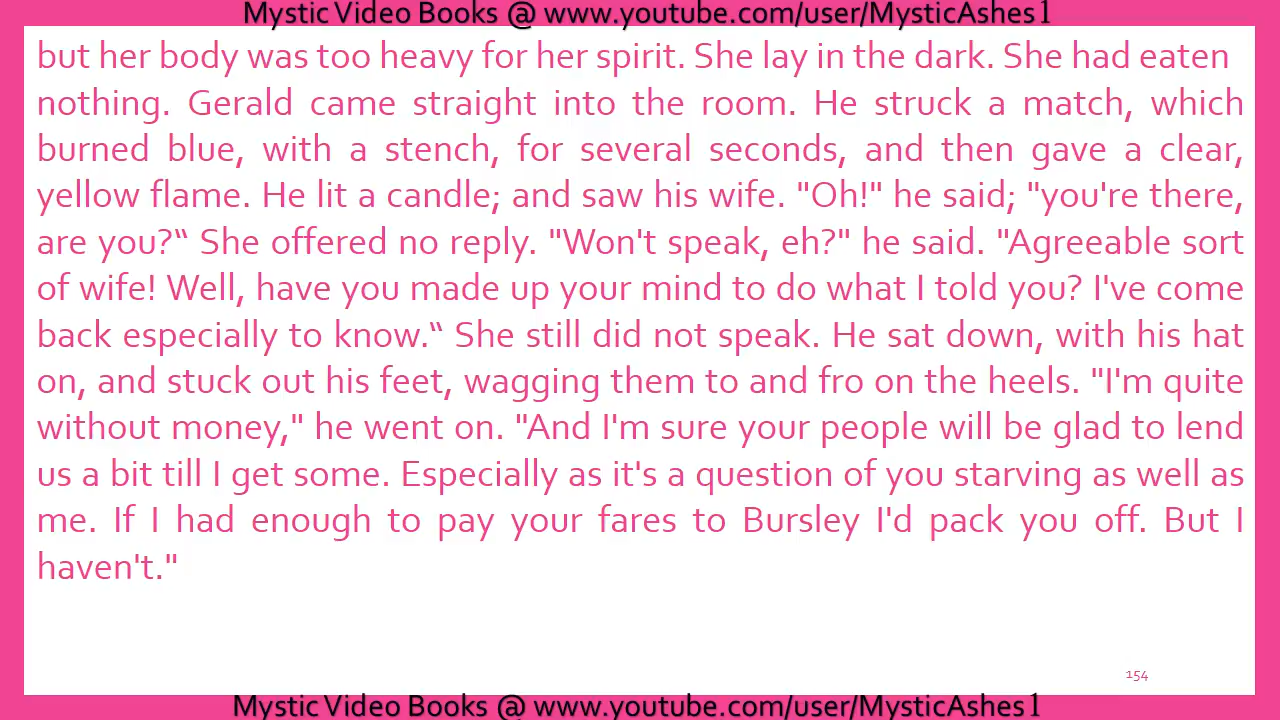 Mystic Video Books @ www.youtube.com/user/MysticAshes1
but her body was too heavy for her spirit. She lay in the dark. She had eaten
nothing. Gerald came straight into the room. He struck a match, which
burned blue, with a stench, for several seconds, and then gave a clear,
yellow flame. He lit a candle; and saw his wife. "Oh!" he said; "you're there,
are you?“ She offered no reply. "Won't speak, eh?" he said. "Agreeable sort
of wife! Well, have you made up your mind to do what I told you? I've come
back especially to know.“ She still did not speak. He sat down, with his hat
on, and stuck out his feet, wagging them to and fro on the heels. "I'm quite
without money," he went on. "And I'm sure your people will be glad to lend
us a bit till I get some. Especially as it's a question of you starving as well as
me. If I had enough to pay your fares to Bursley I'd pack you off. But I
haven't."
154
Mystic Video Books @ www.youtube.com/user/MysticAshes1